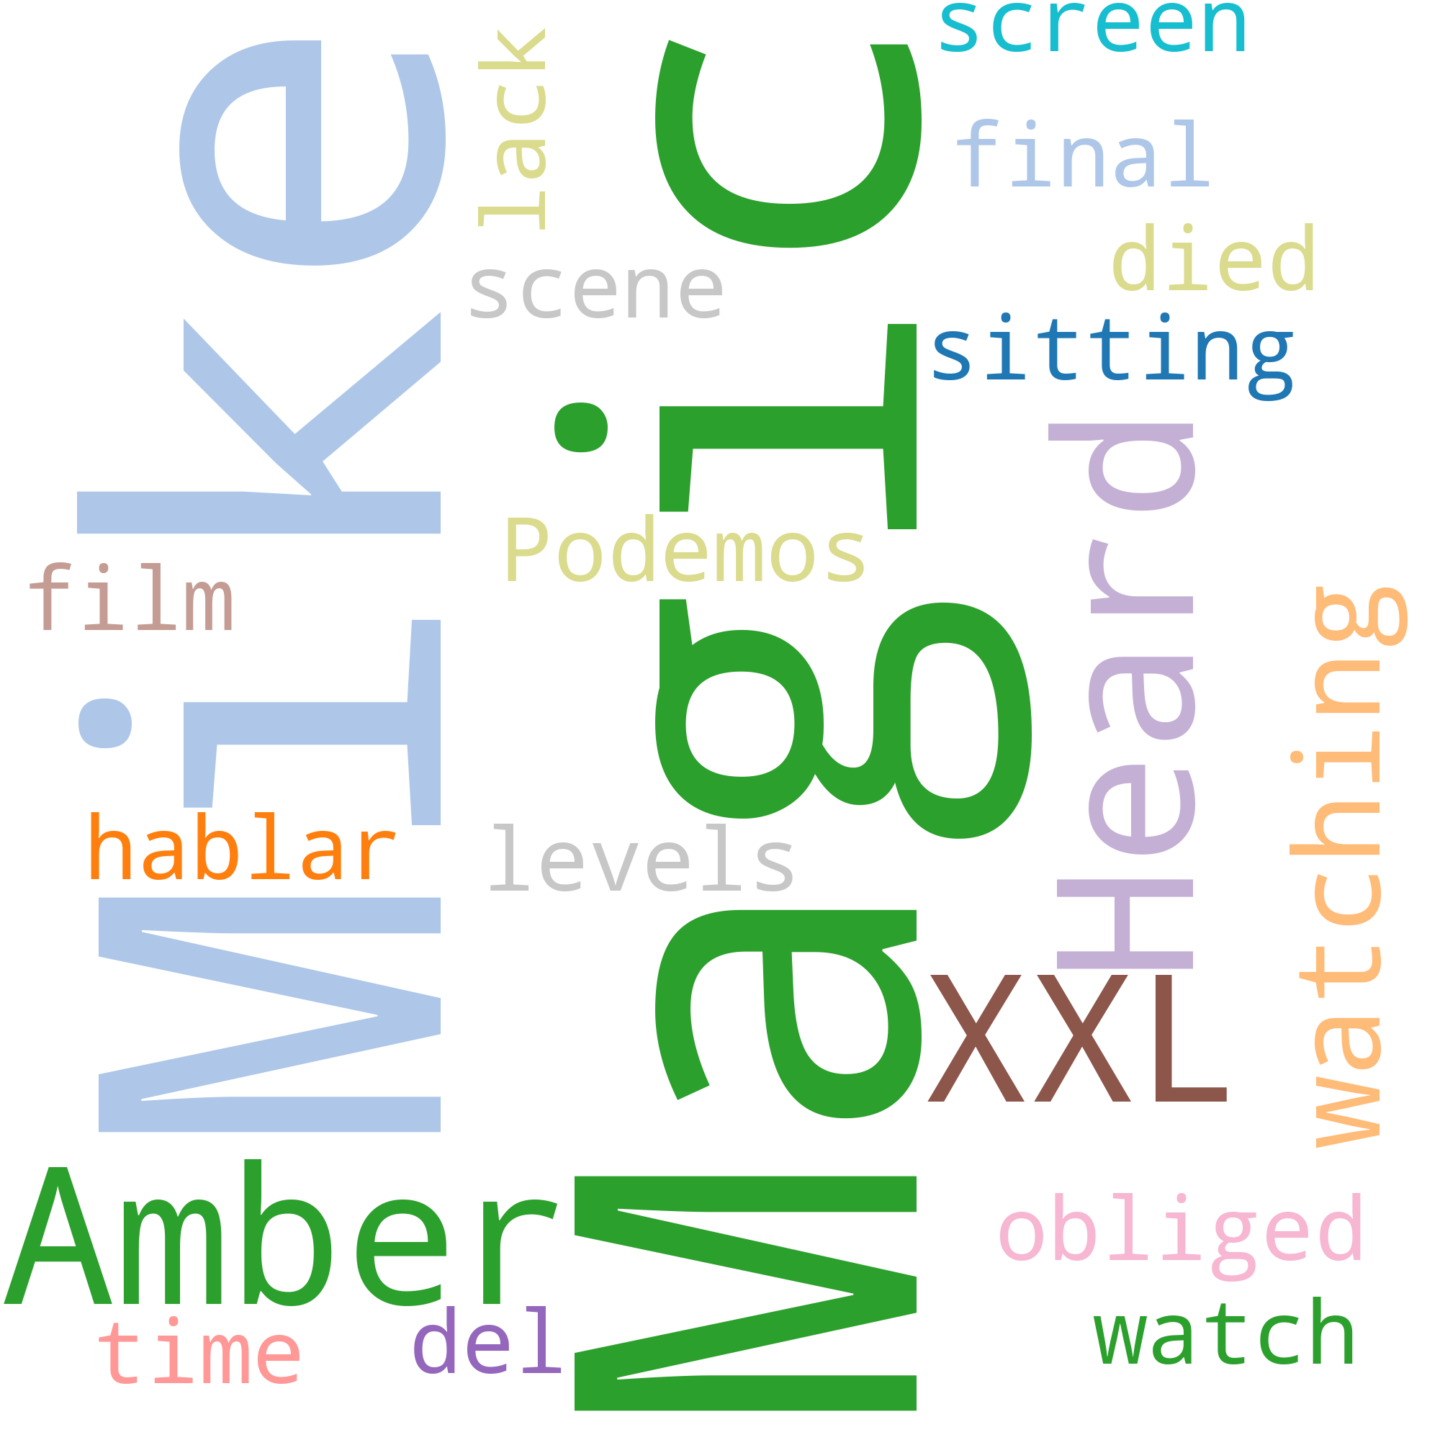 screen
lack
Mike
Magic
final
died
scene
sitting
Heard
Podemos
film
watching
hablar
levels
XXL
Amber
obliged
watch
time
del